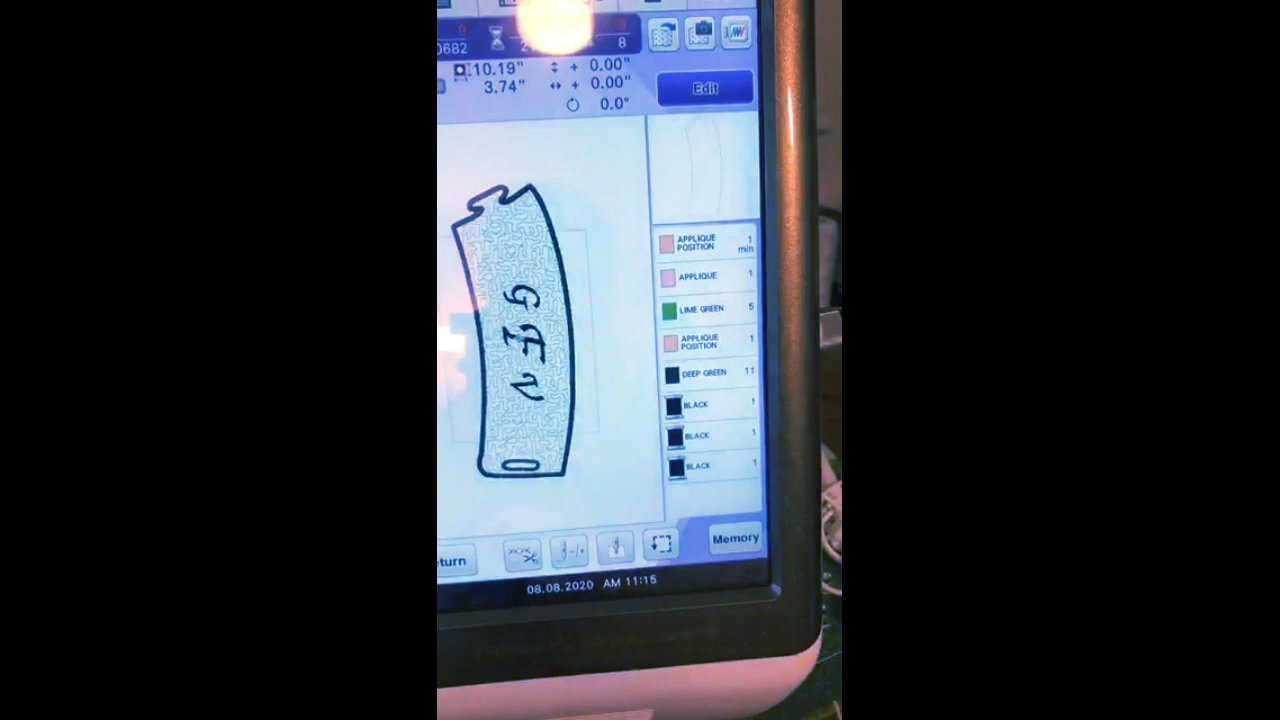 0682
8
10.19"
+ 0.00"
3.74"
+ 0.00"
0.0°
Edit
APPLIQUE POSITION 1 min
APPLIQUE 1
LIME GREEN 5
APPLIQUE POSITION 1
DEEP GREEN 11
BLACK 1
BLACK 1
BLACK 1
G E N
turn
-/+
Memory
08.08.2020 AM 11:15